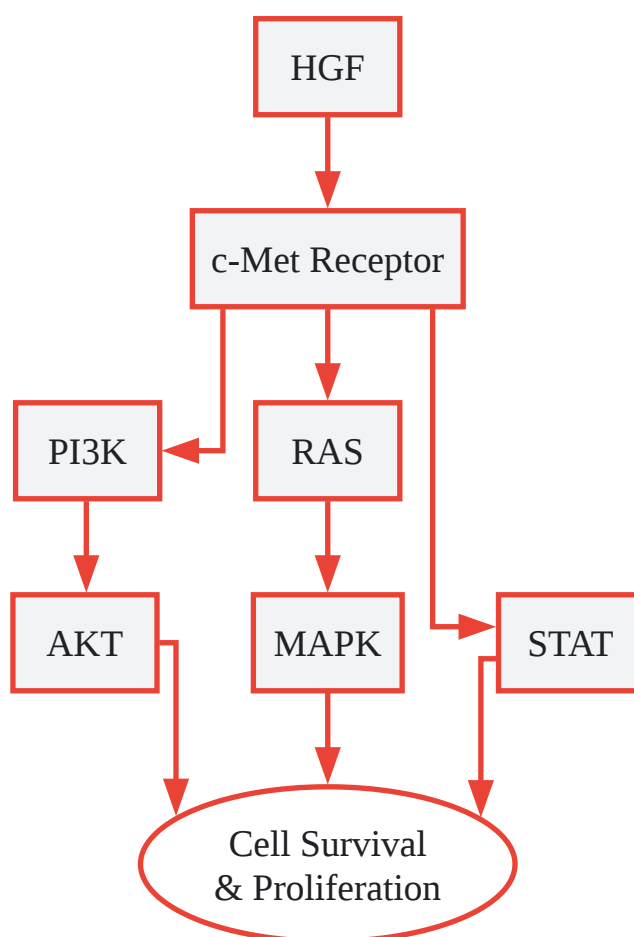 HGF
c-Met Receptor
PI3K
RAS
AKT
MAPK
STAT
Cell Survival
& Proliferation